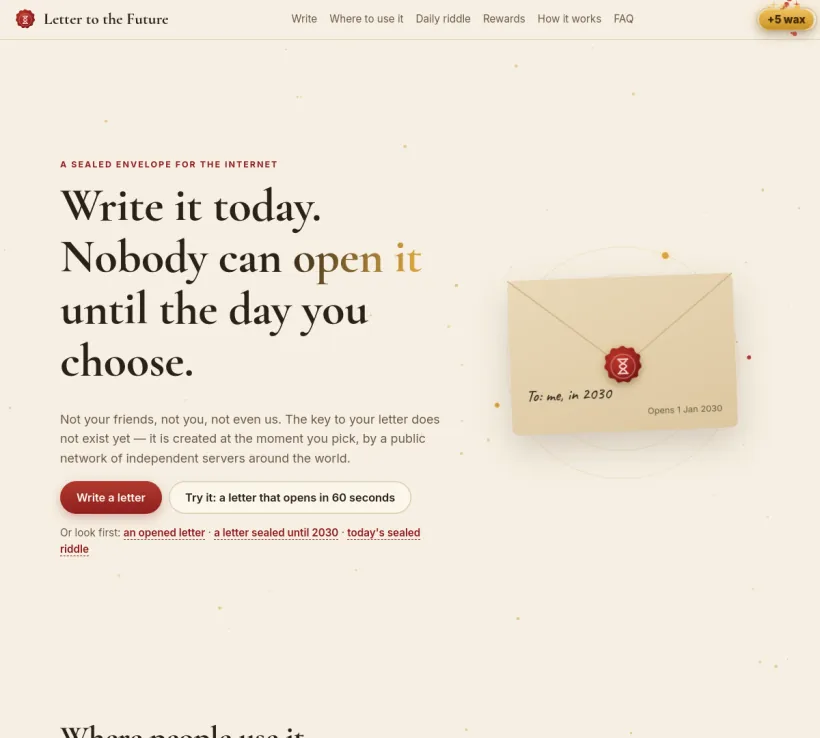 Letter to the Future
Write Where to use it Daily riddle Rewards How it works FAQ
+5 wax
A SEALED ENVELOPE FOR THE INTERNET
Write it today.
Nobody can open it
until the day you
choose.
Not your friends, not you, not even us. The key to your letter does
not exist yet — it is created at the moment you pick, by a public
network of independent servers around the world.
Write a letter
Try it: a letter that opens in 60 seconds
Or look first: an opened letter · a letter sealed until 2030 · today's sealed
riddle
To: me, in 2030
Opens 1 Jan 2030
Where people use it